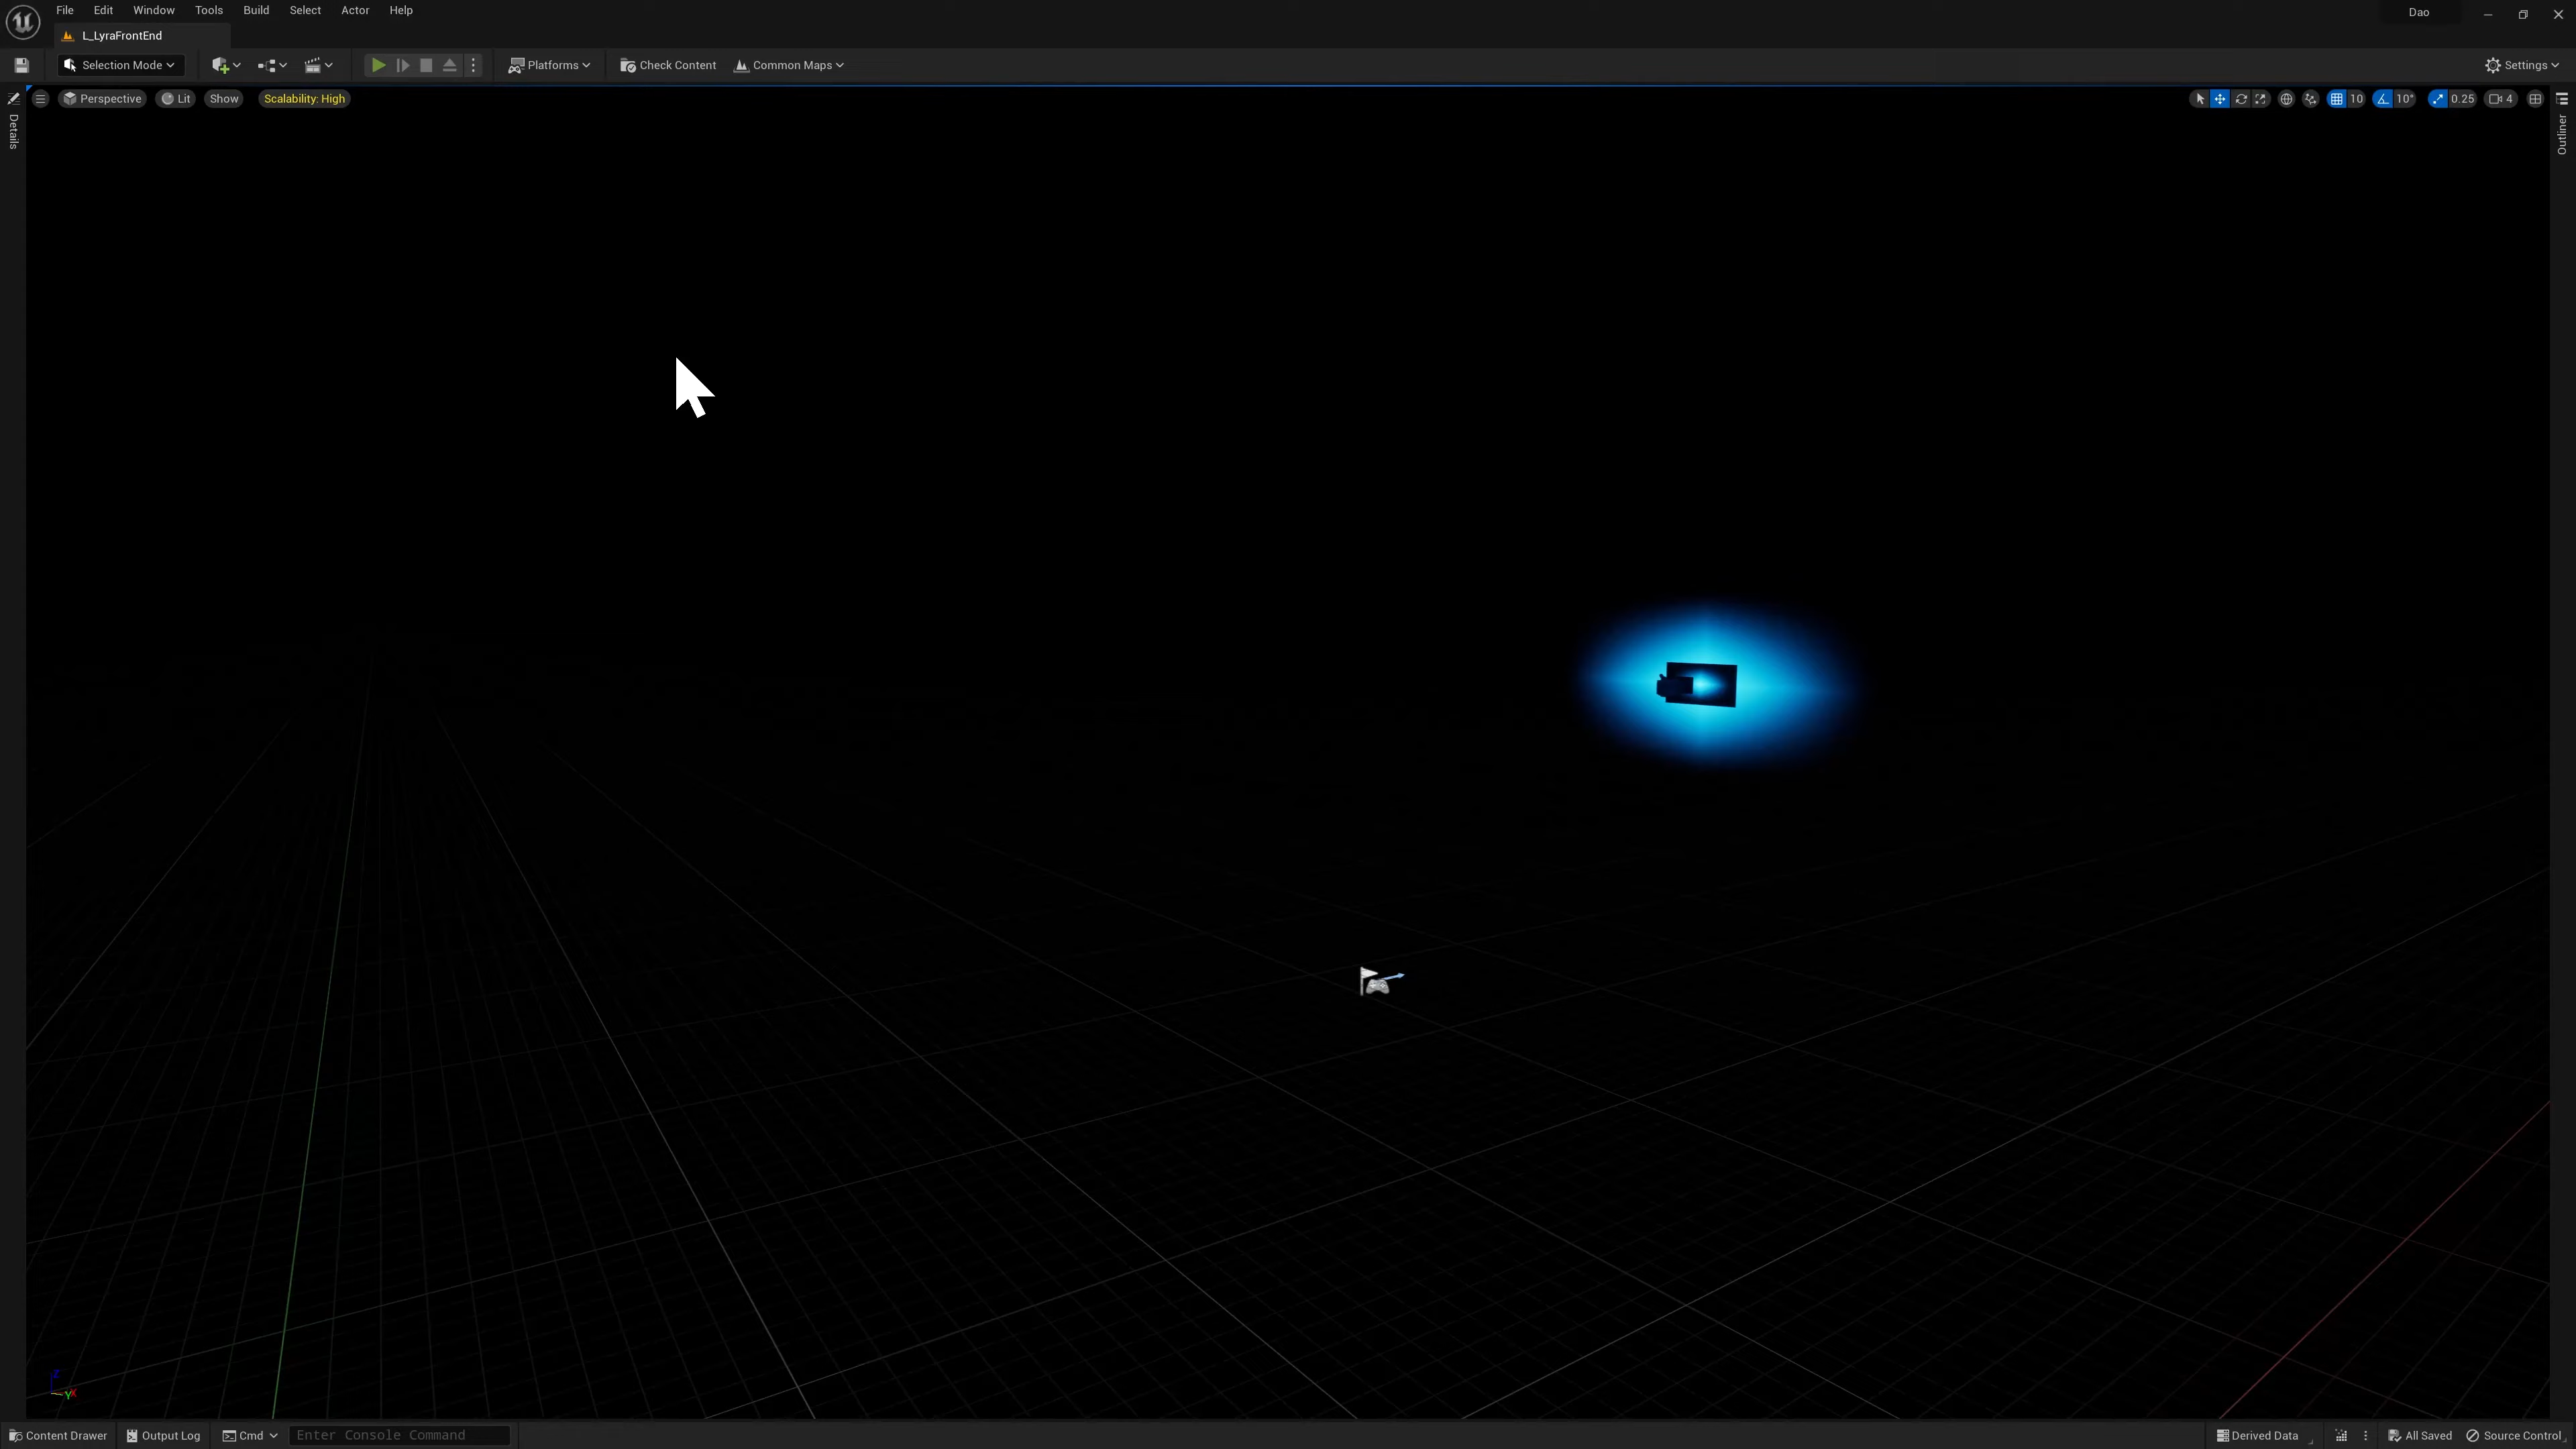 File Edit Window Tools Build Select Actor Help
Dao
L_LyraFrontEnd
Selection Mode
Platforms
Check Content
Common Maps
Settings
Perspective
Lit
Show
Scalability: High
10
10°
0.25
4
Details
Outliner
Z
Y
X
Content Drawer
Output Log
Cmd
Enter Console Command
Derived Data
All Saved
Source Control